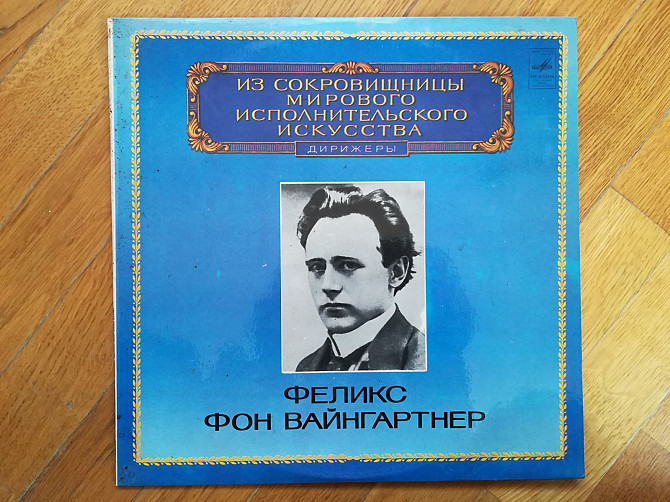 ИЗ СОКРОВИЩНИЦЫ
МИРОВОГО
ИСПОЛНИТЕЛЬСКОГО
ИСКУССТВА
ДИРИЖЕРЫ
ФЕЛИКС
ФОН ВАЙНГАРТНЕР